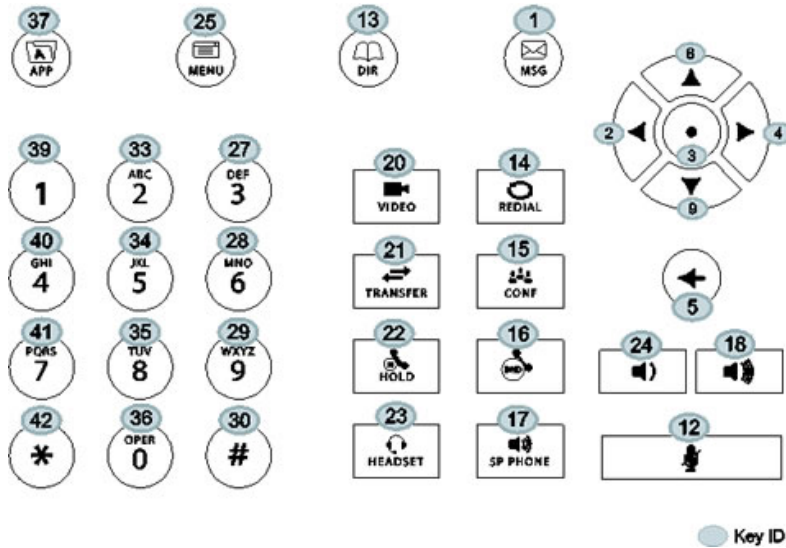 37 25 13 1
APP MENU DIR MSG
8
2 4
3
9
39 33 27
1 ABC 2 DEF 3
20 14
VIDEO REDIAL
40 34 28
GHI 4 JKL 5 MNO 6
21 15
TRANSFER CONF
5
41 35 29
PQRS 7 TUV 8 WXYZ 9
22 16
HOLD DND
24 18
42 36 30
* OPER 0 #
23 17
HEADSET SP PHONE
12
Key ID